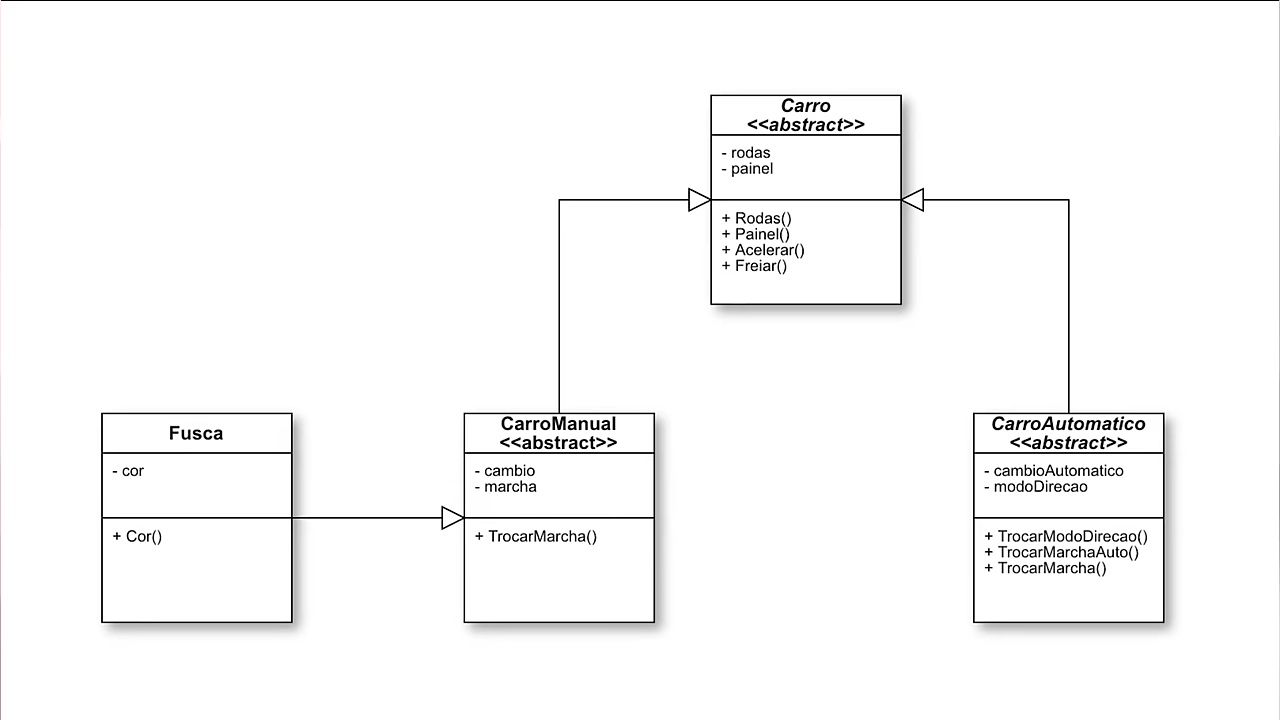 Carro
<<abstract>>
- rodas
- painel
+ Rodas()
+ Painel()
+ Acelerar()
+ Freiar()
Fusca
- cor
+ Cor()
CarroManual
<<abstract>>
- cambio
- marcha
+ TrocarMarcha()
CarroAutomatico
<<abstract>>
- cambioAutomatico
- modoDirecao
+ TrocarModoDirecao()
+ TrocarMarchaAuto()
+ TrocarMarcha()